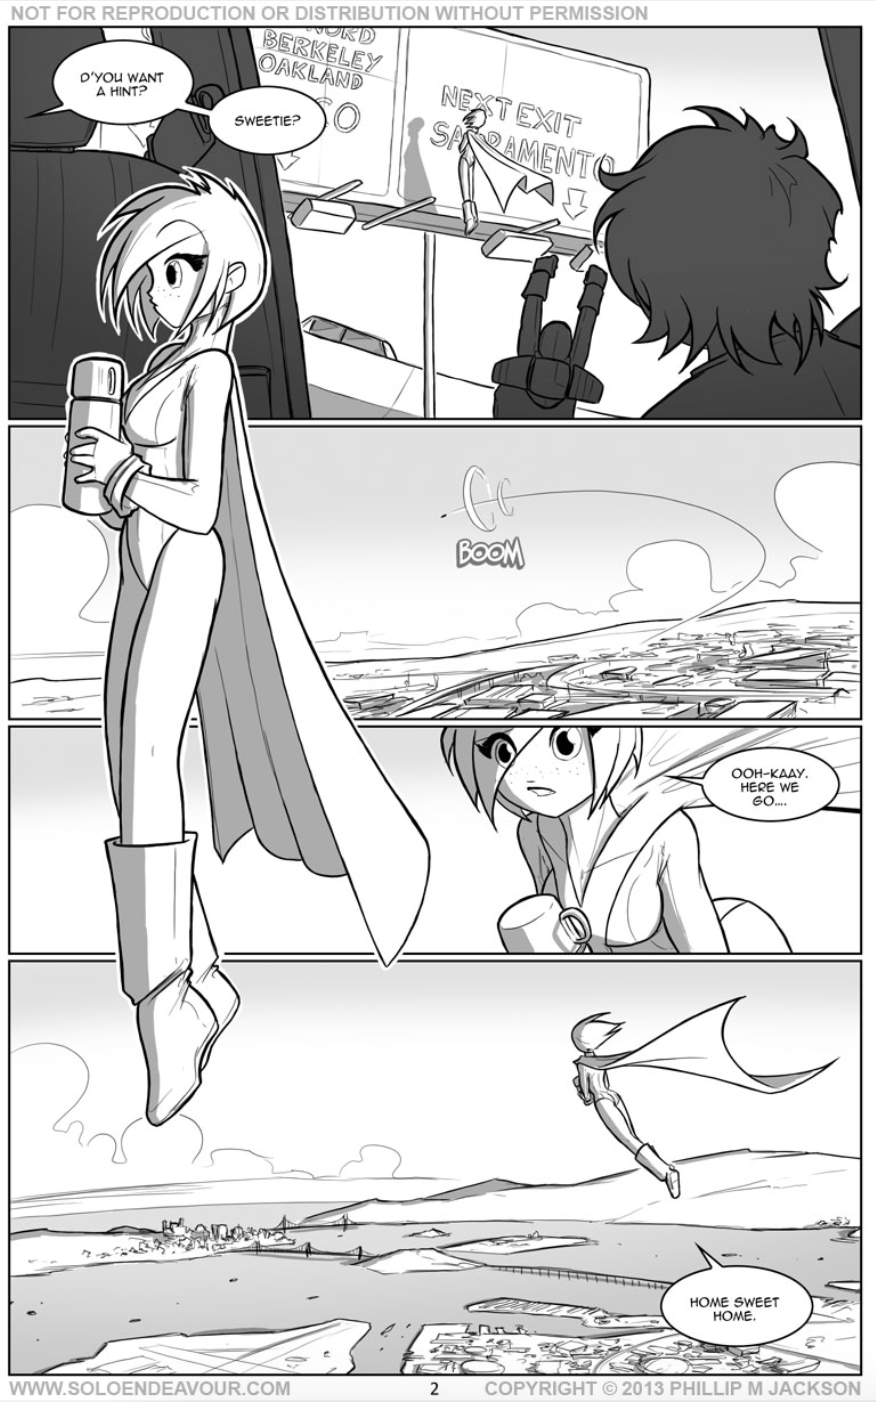 NOT FOR REPRODUCTION OR DISTRIBUTION WITHOUT PERMISSION
D'YOU WANT
A HINT?
SWEETIE?
BERKELEY
OAKLAND
NEXT EXIT
SACRAMENTO
BOOM
OOH-KAAY.
HERE WE
GO....
HOME SWEET
HOME.
WWW.SOLOENDEAVOUR.COM
2
COPYRIGHT © 2013 PHILLIP M JACKSON